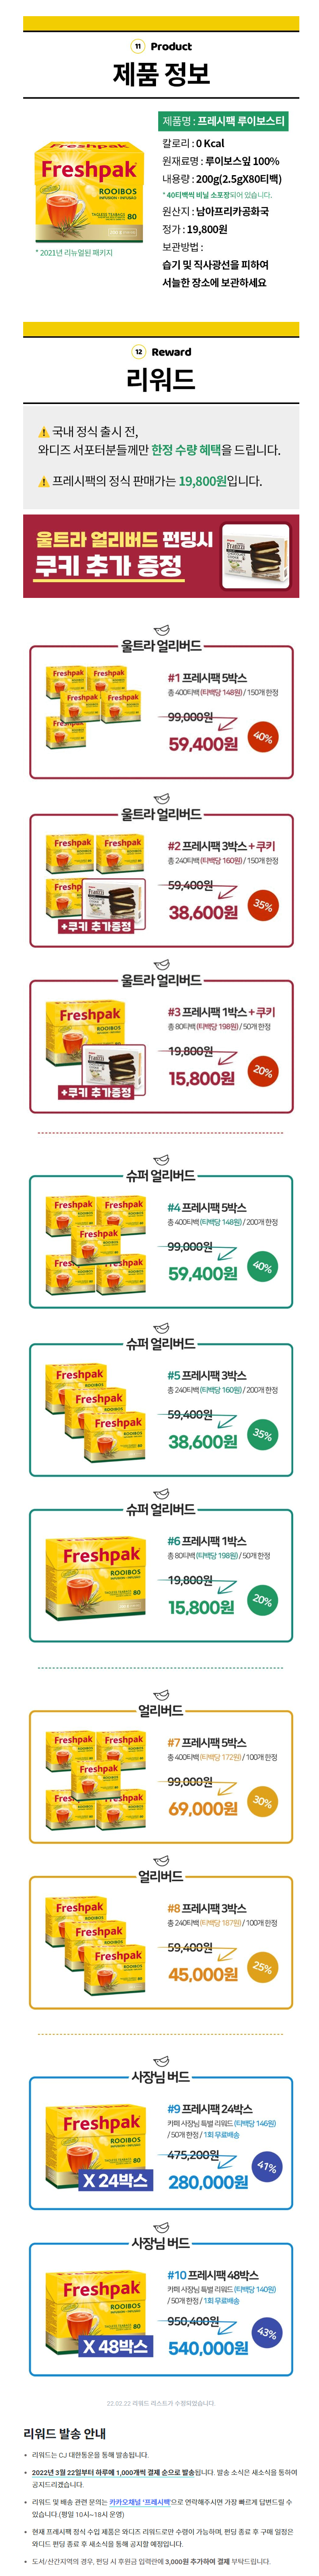 11 Product
제품 정보
제품명 : 프레시팩 루이보스티
칼로리 : 0 Kcal
원재료명 : 루이보스잎 100%
내용량 : 200g(2.5gX80티백)
* 40티백씩 비닐 소포장되어 있습니다.
원산지 : 남아프리카공화국
정가 : 19,800원
보관방법 :
습기 및 직사광선을 피하여
서늘한 장소에 보관하세요
Freshpak
ROOIBOS
INFUSION • INFUSILO
TAGLESS TEABAGS
80
* 2021년 리뉴얼된 패키지
12 Reward
리워드
국내 정식 출시 전,
와디즈 서포터분들께만 한정 수량 혜택을 드립니다.
프레시팩의 정식 판매가는 19,800원입니다.
울트라 얼리버드 펀딩시
쿠키 추가 증정
울트라 얼리버드
#1 프레시팩 5박스
총 400티백 (티백당 148원) / 150개 한정
99,000원
59,400원
40%
울트라 얼리버드
#2 프레시팩 3박스 + 쿠키
총 240티백 (티백당 160원) / 150개 한정
59,400원
38,600원
35%
+쿠키 추가증정
울트라 얼리버드
#3 프레시팩 1박스 + 쿠키
총 80티백 (티백당 198원) / 50개 한정
19,800원
15,800원
20%
+쿠키 추가증정
슈퍼 얼리버드
#4 프레시팩 5박스
총 400티백 (티백당 148원) / 200개 한정
99,000원
59,400원
40%
슈퍼 얼리버드
#5 프레시팩 3박스
총 240티백 (티백당 160원) / 200개 한정
59,400원
38,600원
35%
슈퍼 얼리버드
#6 프레시팩 1박스
총 80티백 (티백당 198원) / 50개 한정
19,800원
15,800원
20%
얼리버드
#7 프레시팩 5박스
총 400티백 (티백당 172원) / 100개 한정
99,000원
69,000원
30%
얼리버드
#8 프레시팩 3박스
총 240티백 (티백당 187원) / 100개 한정
59,400원
45,000원
25%
사장님 버드
#9 프레시팩 24박스
카페 사장님 특별 리워드 (티백당 146원)
/ 50개 한정 / 1회 무료배송
475,200원
280,000원
41%
X 24박스
사장님 버드
#10 프레시팩 48박스
카페 사장님 특별 리워드 (티백당 140원)
/ 50개 한정 / 1회 무료배송
950,400원
540,000원
43%
X 48박스
22.02.22 리워드 리스트가 수정되었습니다.
리워드 발송 안내
• 리워드는 CJ 대한통운을 통해 발송됩니다.
• 2022년 3월 22일부터 하루에 1,000개씩 결제 순으로 발송됩니다. 발송 소식은 새소식을 통하여
공지드리겠습니다.
• 리워드 및 배송 관련 문의는 카카오채널 '프레시팩'으로 연락해주시면 가장 빠르게 답변드릴 수
있습니다.(평일 10시~18시 운영)
• 현재 프레시팩 정식 수입 제품은 와디즈 리워드로만 수령이 가능하며, 펀딩 종료 후 구매 일정은
와디드 펀딩 종료 후 새소식을 통해 공지할 예정입니다.
• 도서/산간지역의 경우, 펀딩 시 후원금 입력란에 3,000원 추가하여 결제 부탁드립니다.